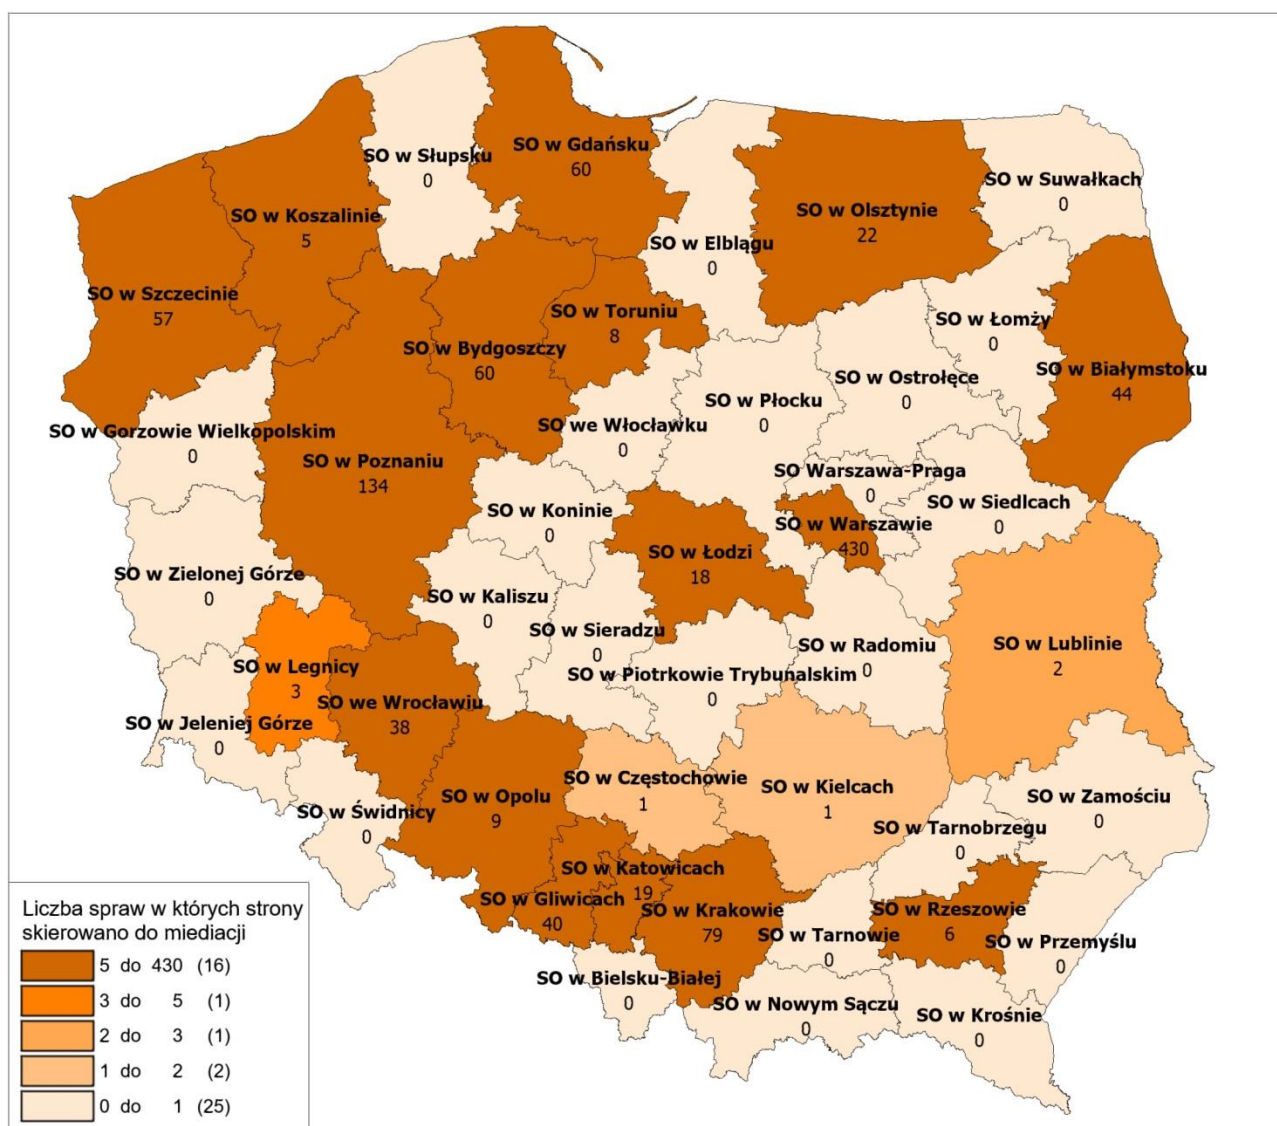 SO w Słupsku
0
SO w Gdańsku
60
SO w Suwałkach
0
SO w Koszalinie
5
SO w Olsztynie
22
SO w Elblągu
0
SO w Szczecinie
57
SO w Toruniu
8
SO w Łomży
0
SO w Bydgoszczy
60
SO w Białymstoku
44
SO w Ostrołęce
0
SO w Płocku
0
SO we Włocławku
0
SO w Gorzowie Wielkopolskim
0
SO w Poznaniu
134
SO Warszawa-Praga
0
SO w Siedlcach
0
SO w Koninie
0
SO w Warszawie
430
SO w Łodzi
18
SO w Zielonej Górze
0
SO w Kaliszu
0
SO w Sieradzu
0
SO w Radomiu
0
SO w Lublinie
2
SO w Legnicy
3
SO w Piotrkowie Trybunalskim
0
SO we Wrocławiu
38
SO w Jeleniej Górze
0
SO w Częstochowie
1
SO w Kielcach
1
SO w Opolu
9
SO w Zamościu
0
SO w Świdnicy
0
SO w Tarnobrzegu
0
SO w Katowicach
19
SO w Gliwicach
40
SO w Krakowie
79
SO w Rzeszowie
6
SO w Tarnowie
0
SO w Przemyślu
0
SO w Bielsku-Białej
0
SO w Nowym Sączu
0
SO w Krośnie
0
Liczba spraw w których strony
skierowano do miediacji
5 do 430 (16)
3 do 5 (1)
2 do 3 (1)
1 do 2 (2)
0 do 1 (25)